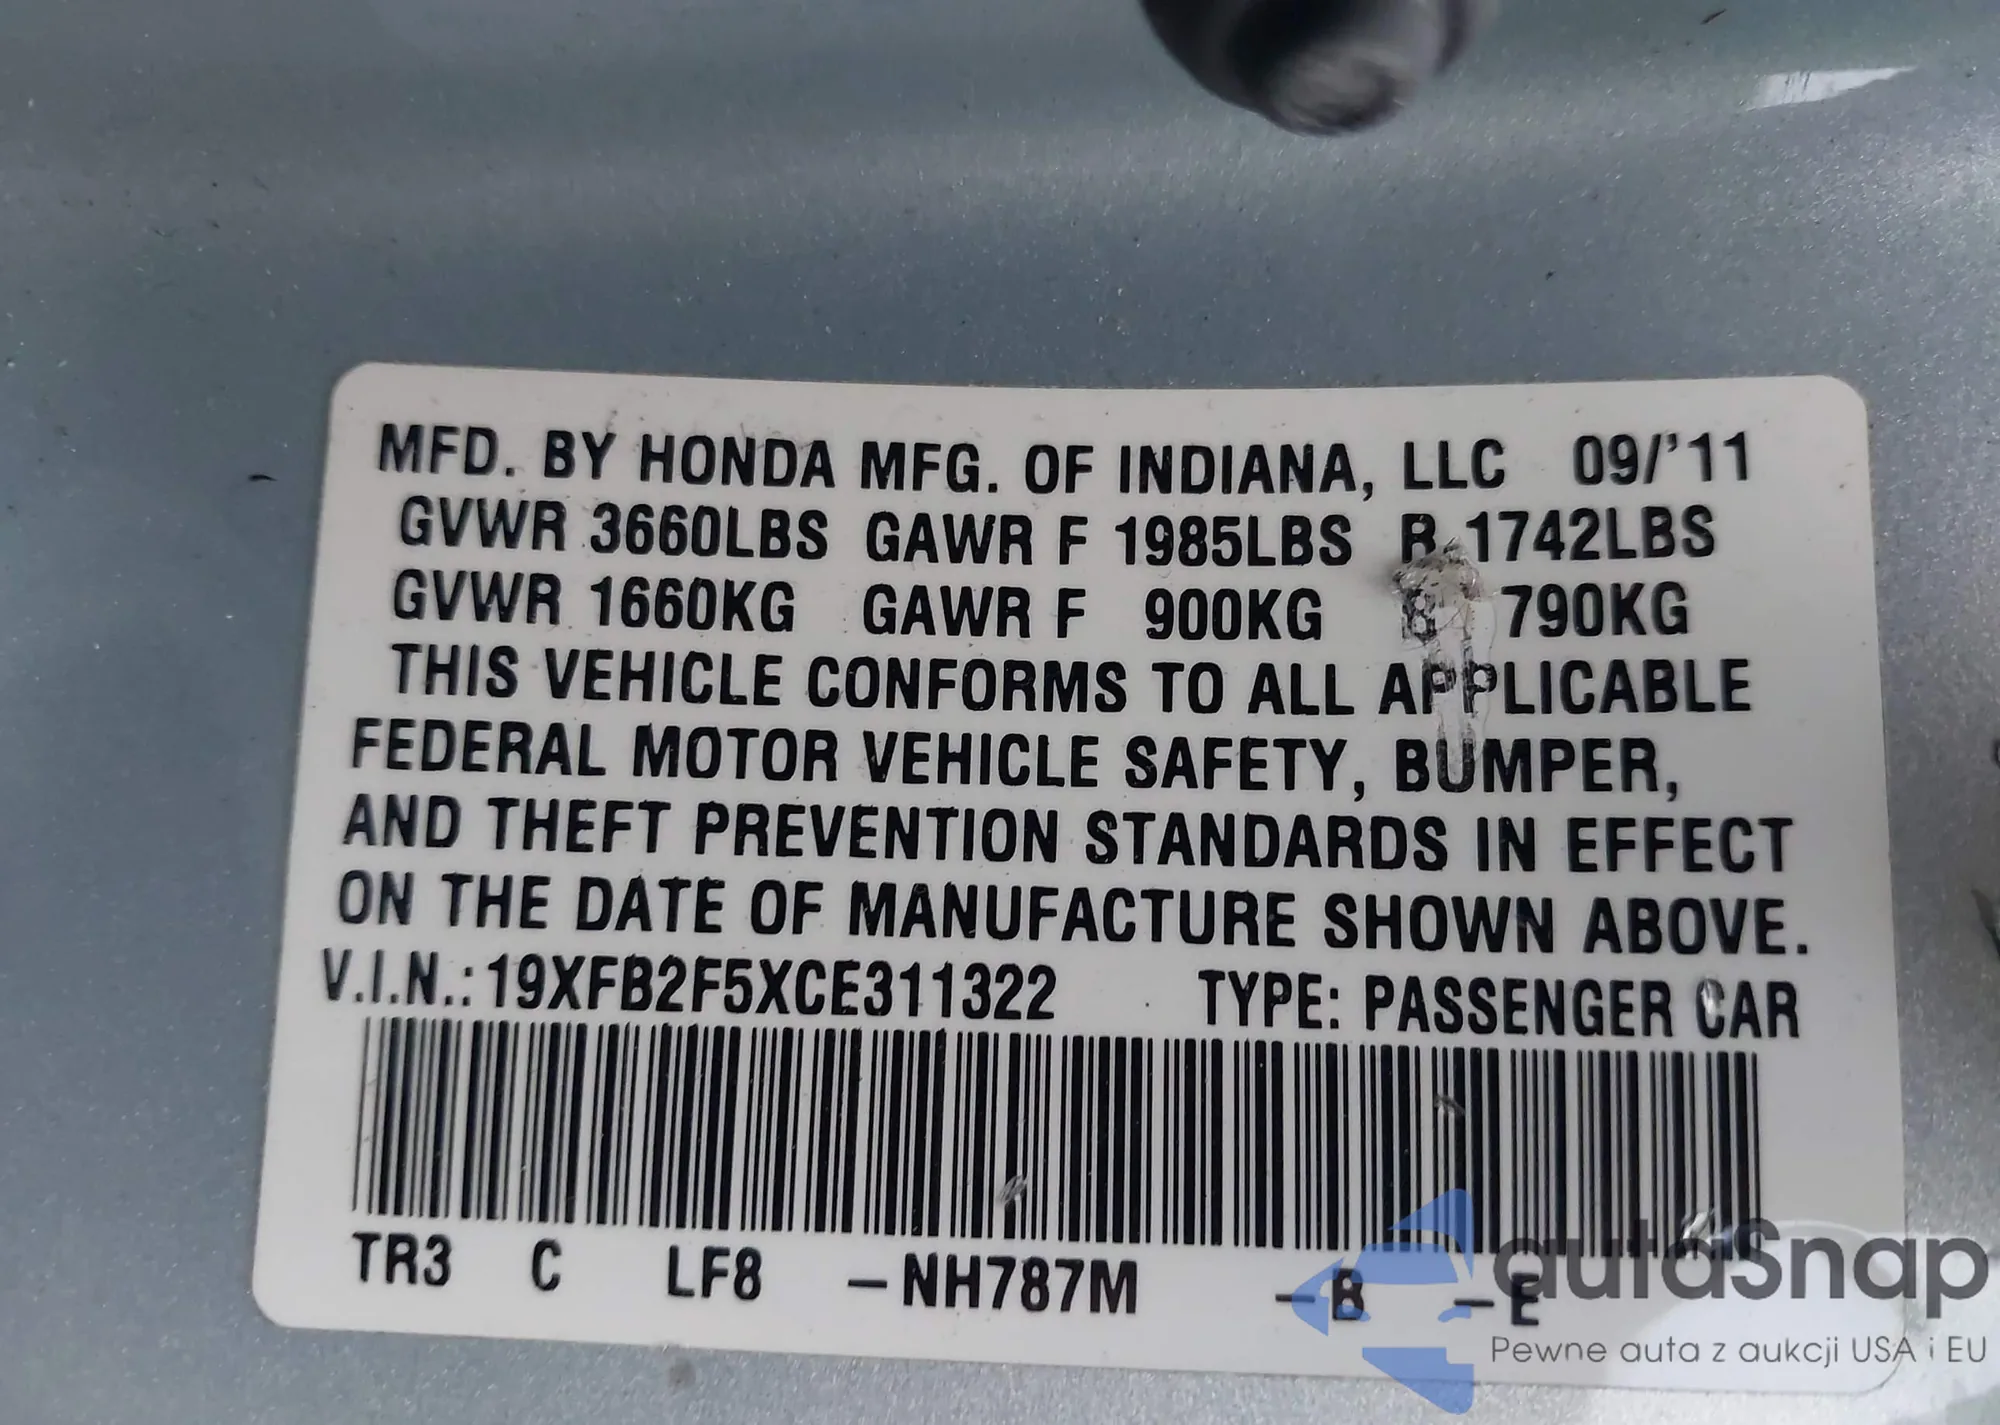 MFD. BY HONDA MFG. OF INDIANA, LLC 09/'11
GVWR 3660LBS GAWR F 1985LBS R 1742LBS
GVWR 1660KG GAWR F 900KG R 790KG
THIS VEHICLE CONFORMS TO ALL APPLICABLE
FEDERAL MOTOR VEHICLE SAFETY, BUMPER,
AND THEFT PREVENTION STANDARDS IN EFFECT
ON THE DATE OF MANUFACTURE SHOWN ABOVE.
V.I.N.: 19XFB2F5XCE311322 TYPE: PASSENGER CAR
TR3 C LF8 -NH787M -B -E
autaSnap
Pewne auta z aukcji USA i EU